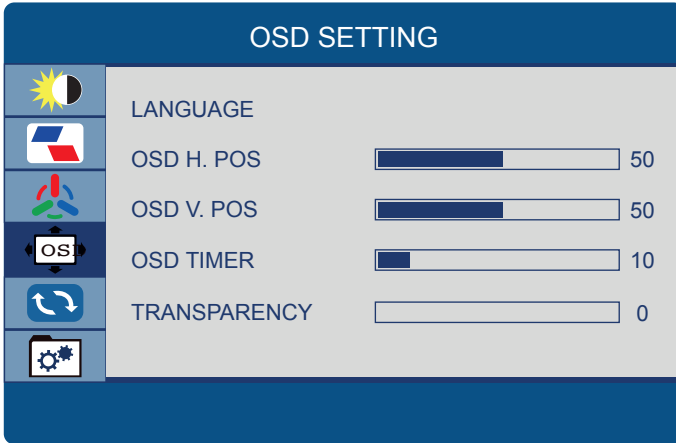 OSD SETTING
LANGUAGE
OSD H. POS 50
OSD V. POS 50
OSD
OSD TIMER 10
TRANSPARENCY 0